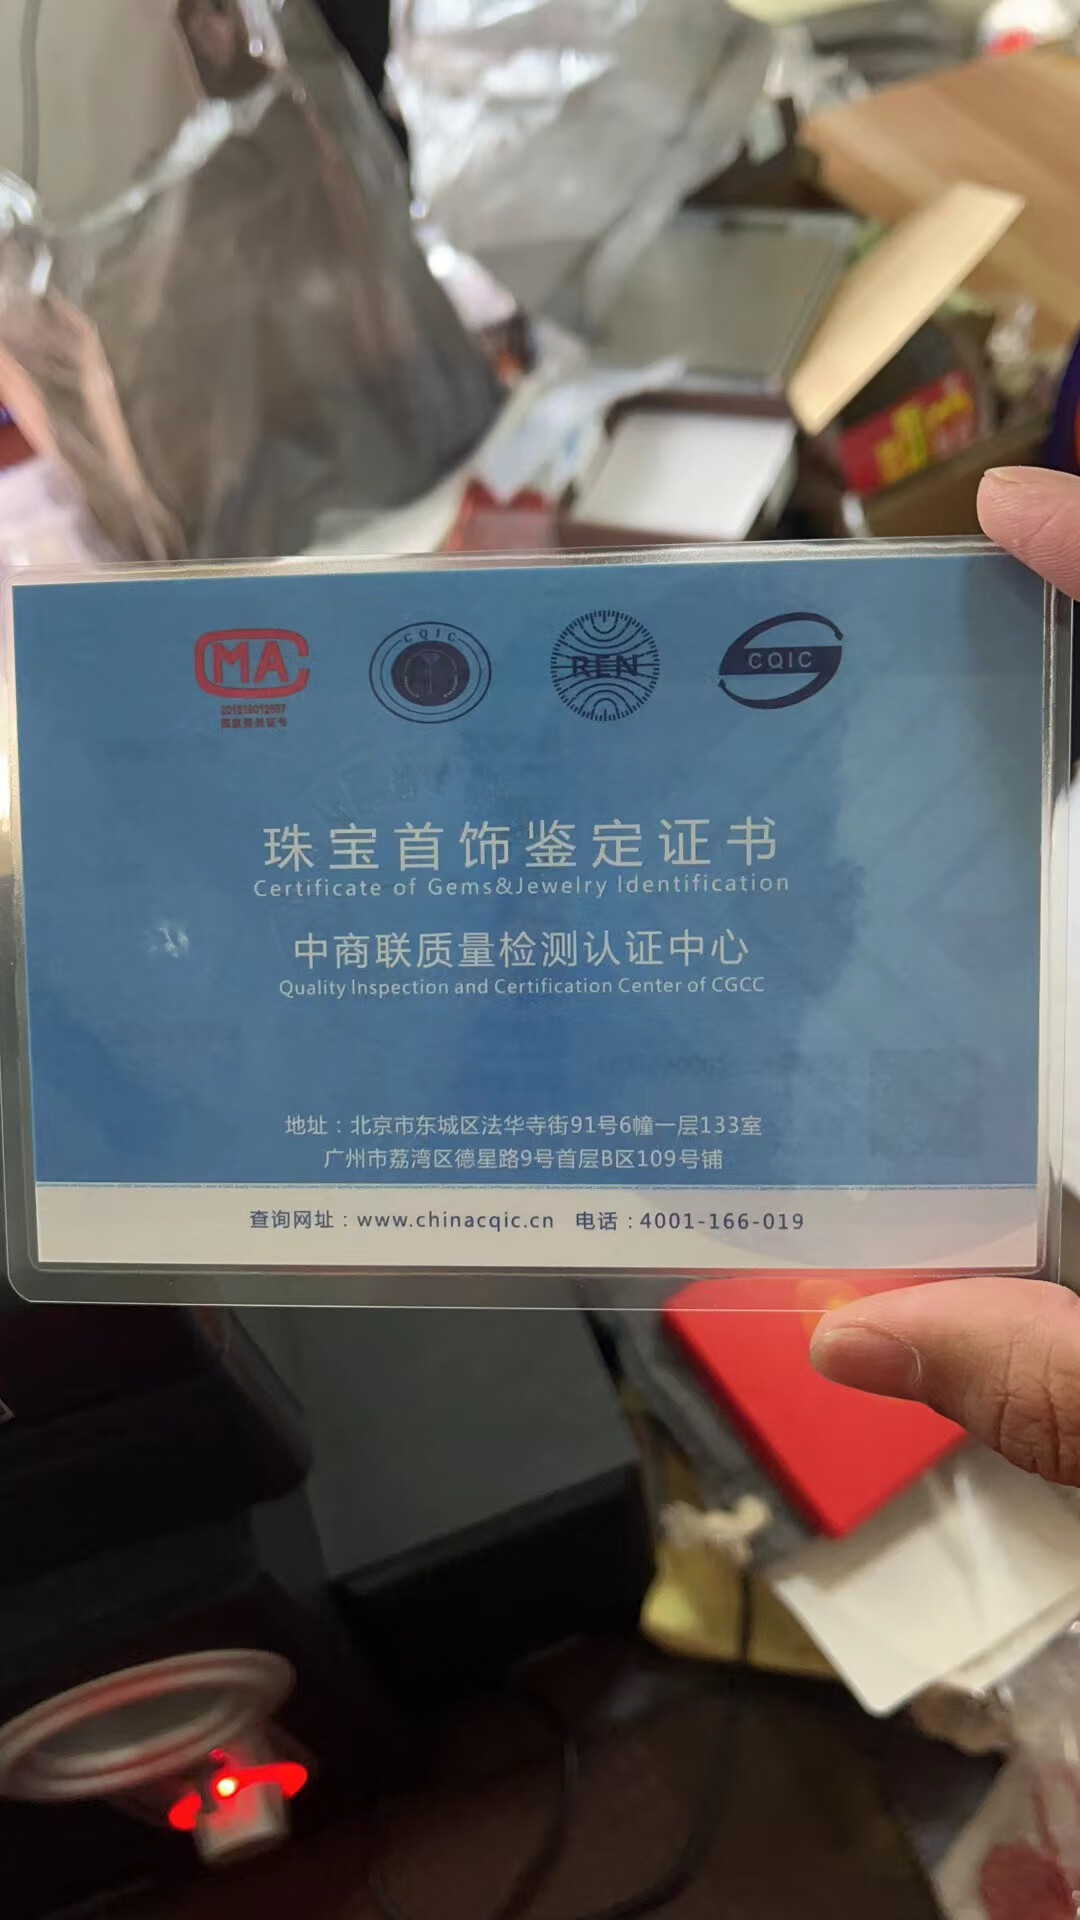 MA
CQIC
REN
CQIC
珠宝首饰鉴定证书
Certificate of Gems&Jewelry Identification
中商联质量检测认证中心
Quality Inspection and Certification Center of CGCC
地址：北京市东城区法华寺街91号6幢一层133室
广州市荔湾区德星路9号首层B区109号铺
查询网址：www.chinacqic.cn 电话：4001-166-019